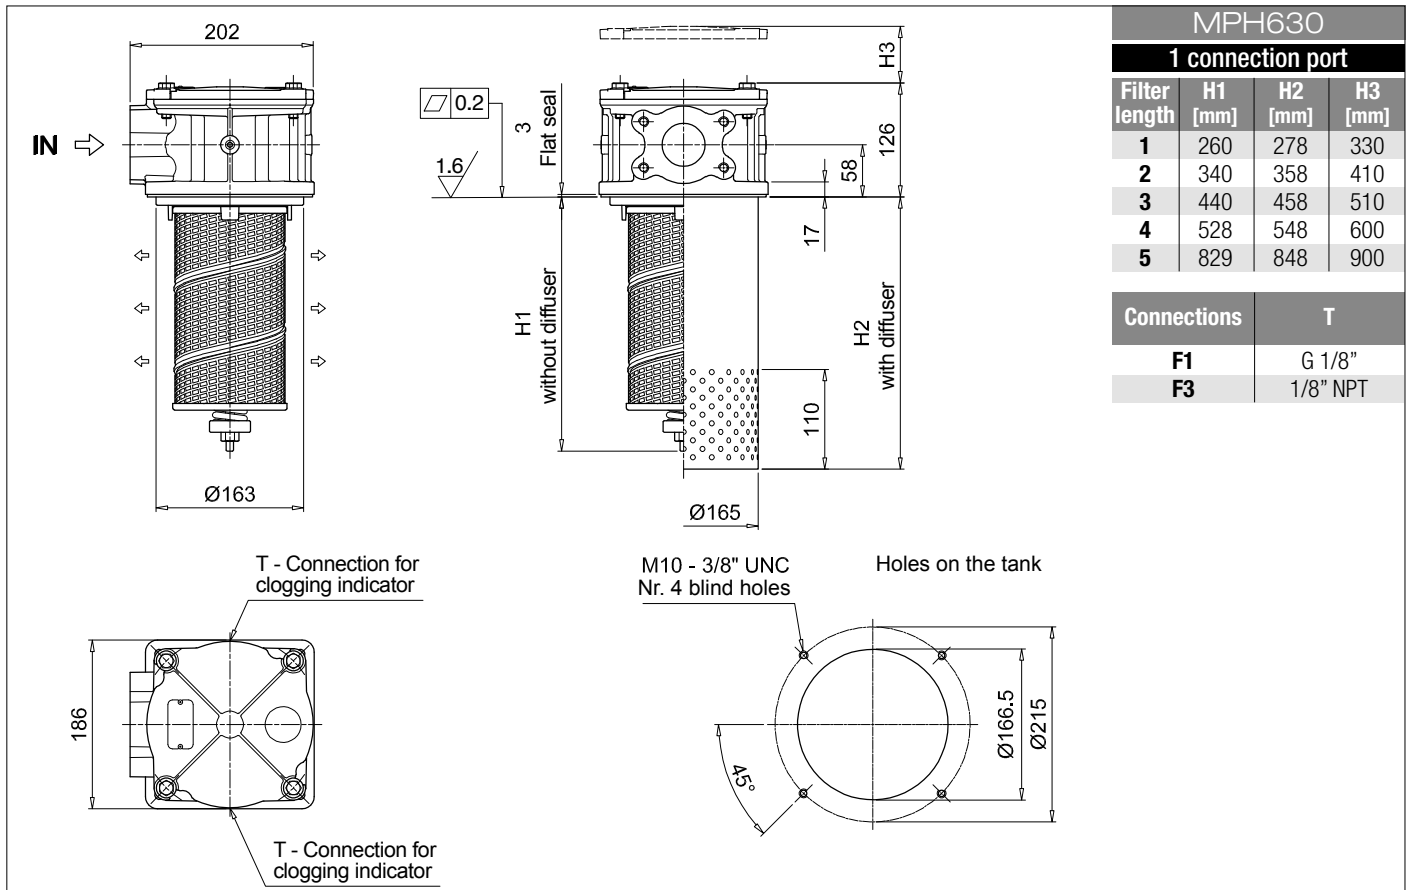 202
IN
Ø163
0.2
1.6
3
Flat seal
H1
without diffuser
H3
126
58
17
H2
with diffuser
110
Ø165
MPH630
1 connection port
Filter length H1 [mm] H2 [mm] H3 [mm]
1 260 278 330
2 340 358 410
3 440 458 510
4 528 548 600
5 829 848 900
Connections T
F1 G 1/8”
F3 1/8” NPT
T - Connection for
clogging indicator
186
T - Connection for
clogging indicator
M10 - 3/8" UNC
Nr. 4 blind holes
Holes on the tank
45°
Ø166.5
Ø215